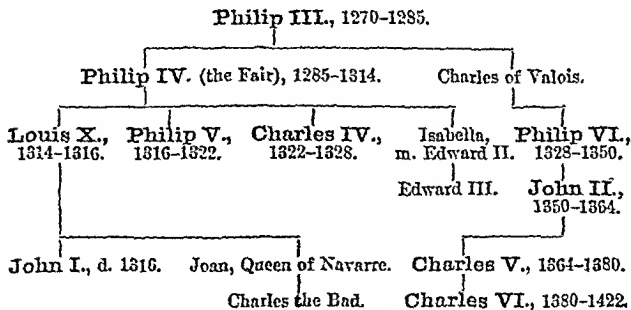 Philip III., 1270-1285.
Philip IV. (the Fair), 1285-1314. Charles of Valois.
Louis X., Philip V., Charles IV., Isabella, Philip VI.,
1314-1316. 1316-1322. 1322-1328. m. Edward II. 1328-1350.
Edward III. John II.,
1350-1364.
John I., d. 1316. Joan, Queen of Navarre. Charles V., 1364-1380.
Charles the Bad. Charles VI., 1380-1422.